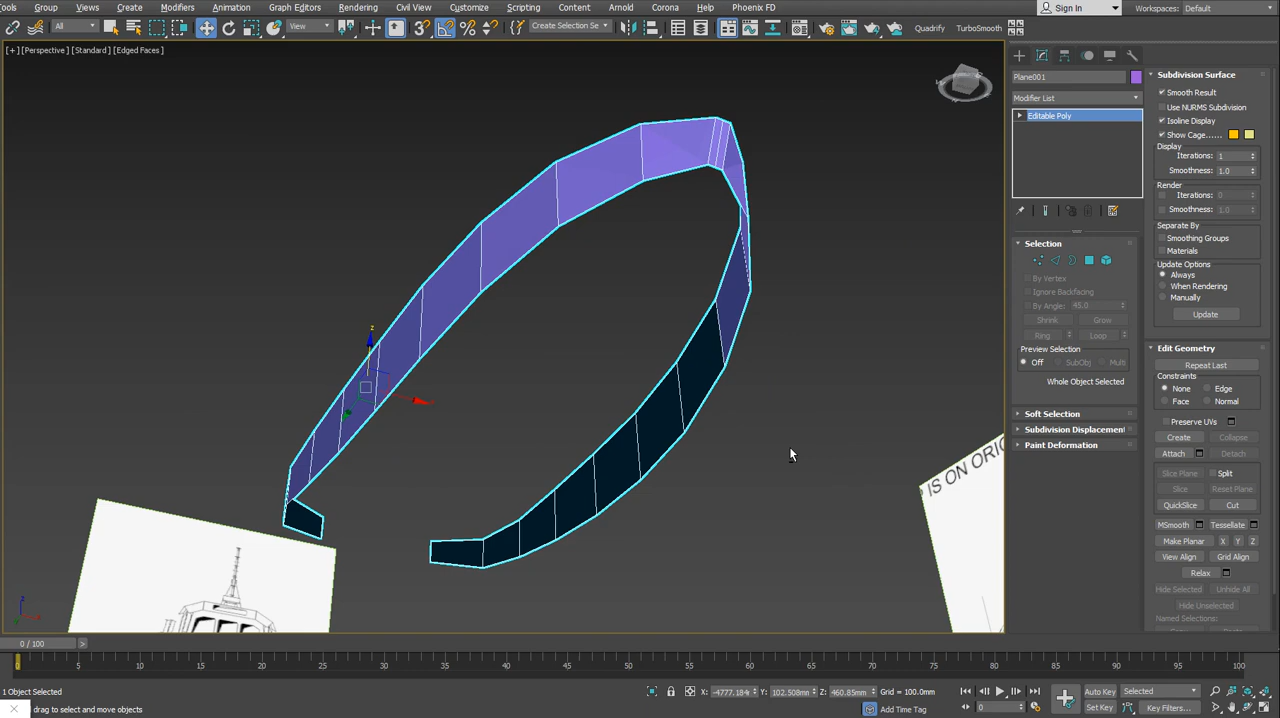 Tools Group Views Create Modifiers Animation Graph Editors Rendering Civil View Customize Scripting Content Arnold Corona Help Phoenix FD Sign In Workspaces: Default
All View Create Selection Se Quadrify TurboSmooth
[+] [Perspective] [Standard] [Edged Faces]
IS ON ORIG
Plane001
Modifier List
Editable Poly
Selection
By Vertex
Ignore Backfacing
By Angle: 45.0
Shrink Grow
Ring Loop
Preview Selection
Off SubObj Multi
Whole Object Selected
Soft Selection
Subdivision Displacement
Paint Deformation
Subdivision Surface
Smooth Result
Use NURMS Subdivision
Isoline Display
Show Cage......
Display
Iterations: 1
Smoothness: 1.0
Render
Iterations: 0
Smoothness: 1.0
Separate By
Smoothing Groups
Materials
Update Options
Always
When Rendering
Manually
Update
Edit Geometry
Repeat Last
Constraints
None Edge
Face Normal
Preserve UVs
Create Collapse
Attach Detach
Slice Plane Split
Slice Reset Plane
QuickSlice Cut
MSmooth Tessellate
Make Planar X Y Z
View Align Grid Align
Relax
Hide Selected Unhide All
Hide Unselected
Named Selections:
0 / 100 >
0 5 10 15 20 25 30 35 40 45 50 55 60 65 70 75 80 85 90 95 100
1 Object Selected X: -4777.184 Y: 102.508mm Z: 460.85mm Grid = 100.0mm Auto Key Selected
drag to select and move objects Add Time Tag 0 Set Key Key Filters...